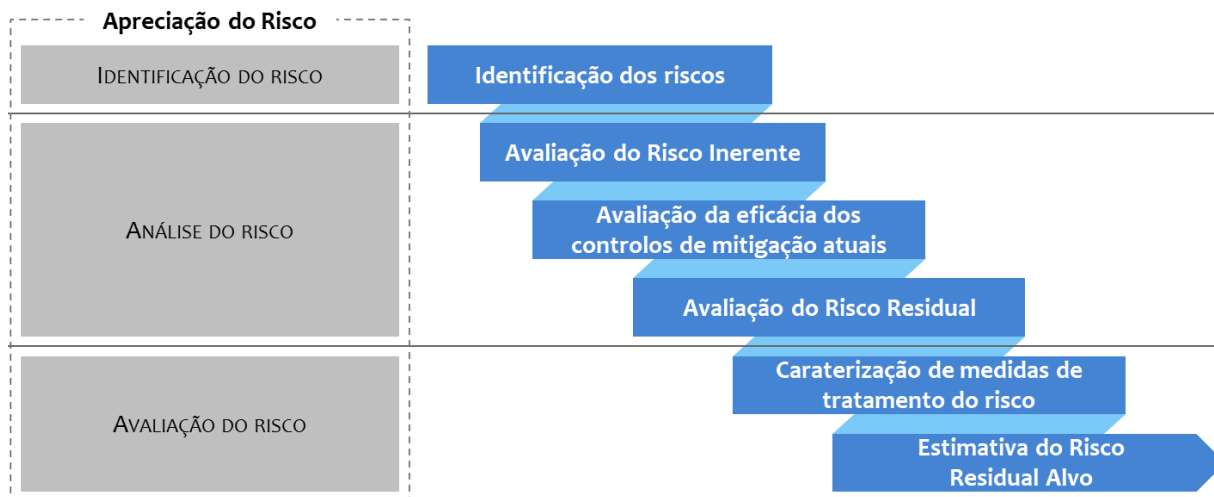 Apreciação do Risco
Identificação do risco
Identificação dos riscos
Avaliação do Risco Inerente
Análise do risco
Avaliação da eficácia dos
controlos de mitigação atuais
Avaliação do Risco Residual
Avaliação do risco
Caraterização de medidas de
tratamento do risco
Estimativa do Risco
Residual Alvo